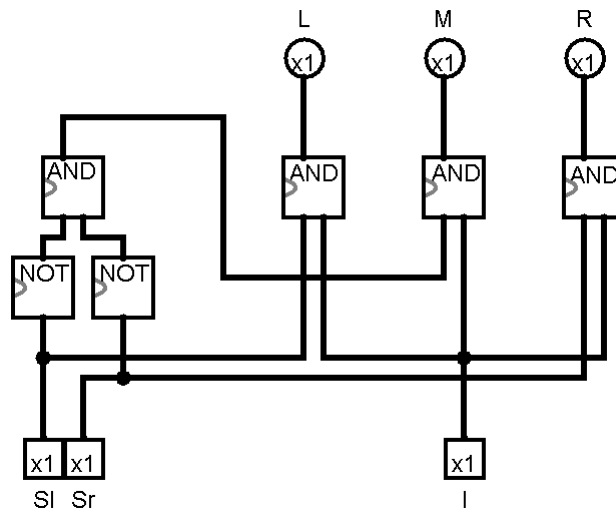 L M R
x1 x1 x1
AND AND AND AND
NOT NOT
x1 x1 x1
Sl Sr I